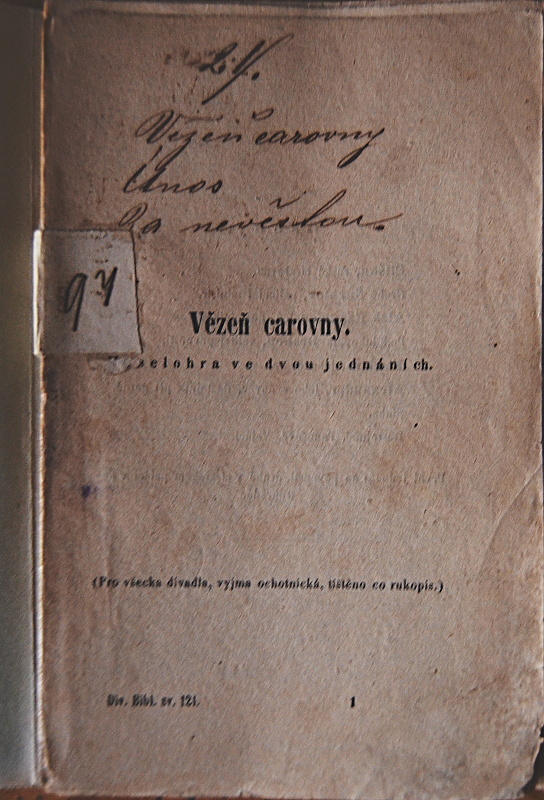 Vězeň carovny
Únos
Za nevěstou.
94
Vězeň carovny.
Veselohra ve dvou jednáních.
(Pro všecka divadla, vyjma ochotnická, tištěno co rukopis.)
Div. Bibl. sv. 121.
1